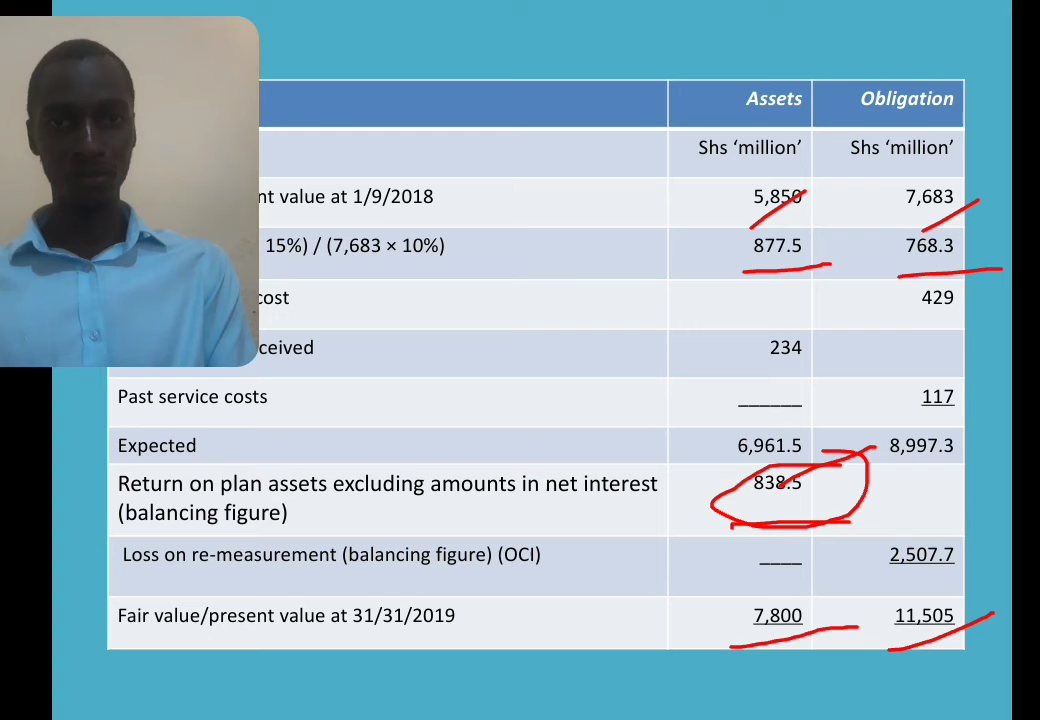 Assets Obligation
Shs ‘million’ Shs ‘million’
value at 1/9/2018 5,850 7,683
15%) / (7,683 × 10%) 877.5 768.3
cost 429
234
Past service costs ______ 117
Expected 6,961.5 8,997.3
Return on plan assets excluding amounts in net interest 838.5
(balancing figure)
Loss on re-measurement (balancing figure) (OCI) ____ 2,507.7
Fair value/present value at 31/31/2019 7,800 11,505